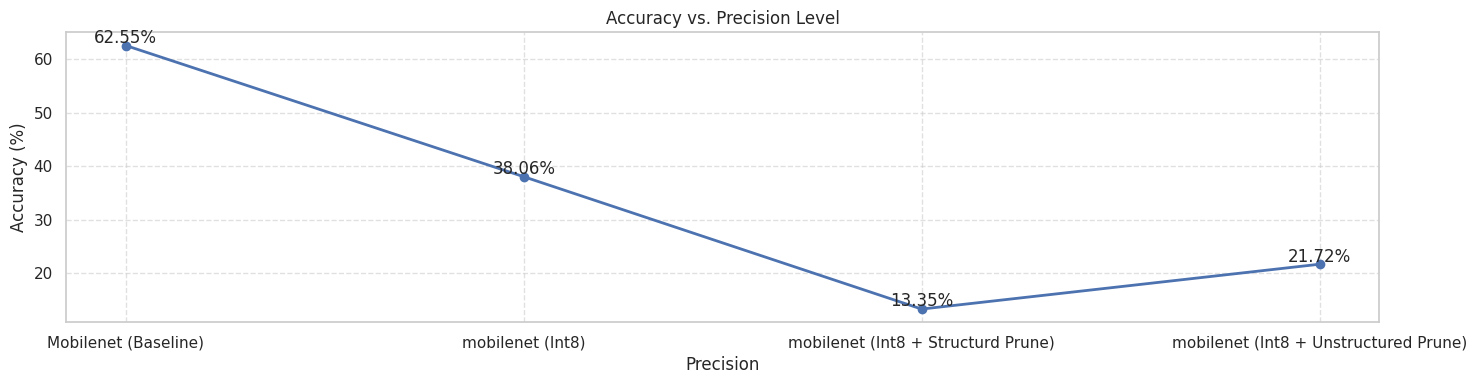 Accuracy vs. Precision Level
Accuracy (%)
60
50
40
30
20
62.55%
38.06%
13.35%
21.72%
Mobilenet (Baseline)
mobilenet (Int8)
mobilenet (Int8 + Structurd Prune)
mobilenet (Int8 + Unstructured Prune)
Precision